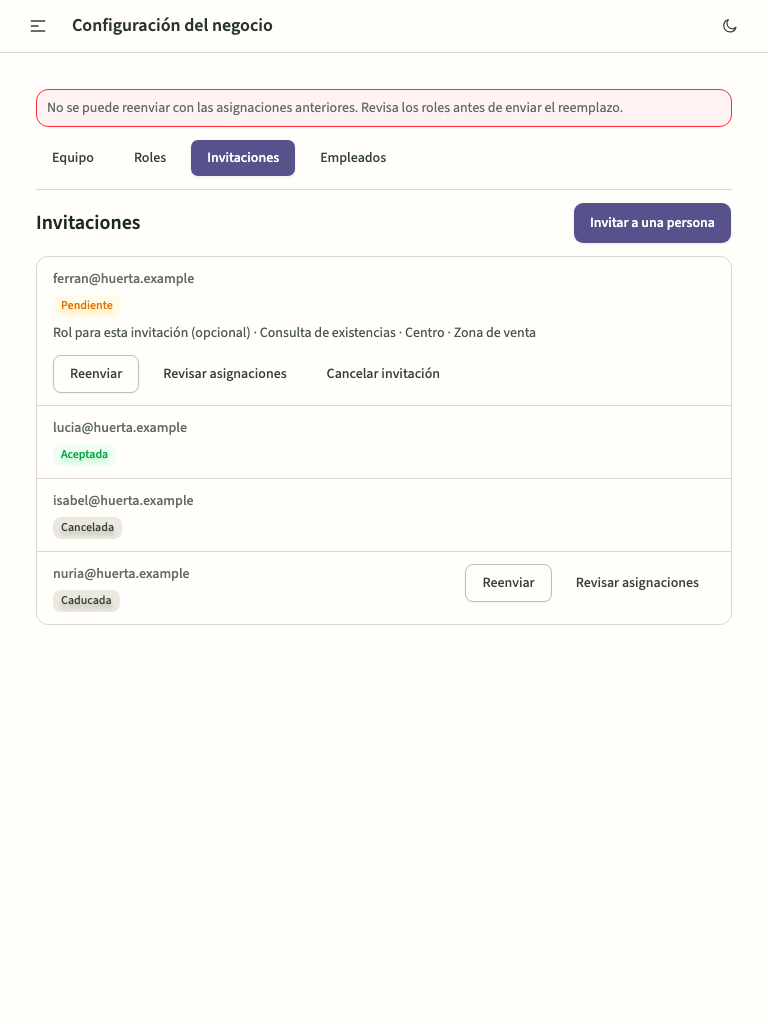 Configuración del negocio
No se puede reenviar con las asignaciones anteriores. Revisa los roles antes de enviar el reemplazo.
Equipo Roles Invitaciones Empleados
Invitaciones Invitar a una persona
ferran@huerta.example
Pendiente
Rol para esta invitación (opcional) · Consulta de existencias · Centro · Zona de venta
Reenviar Revisar asignaciones Cancelar invitación
lucia@huerta.example
Aceptada
isabel@huerta.example
Cancelada
nuria@huerta.example
Caducada
Reenviar Revisar asignaciones